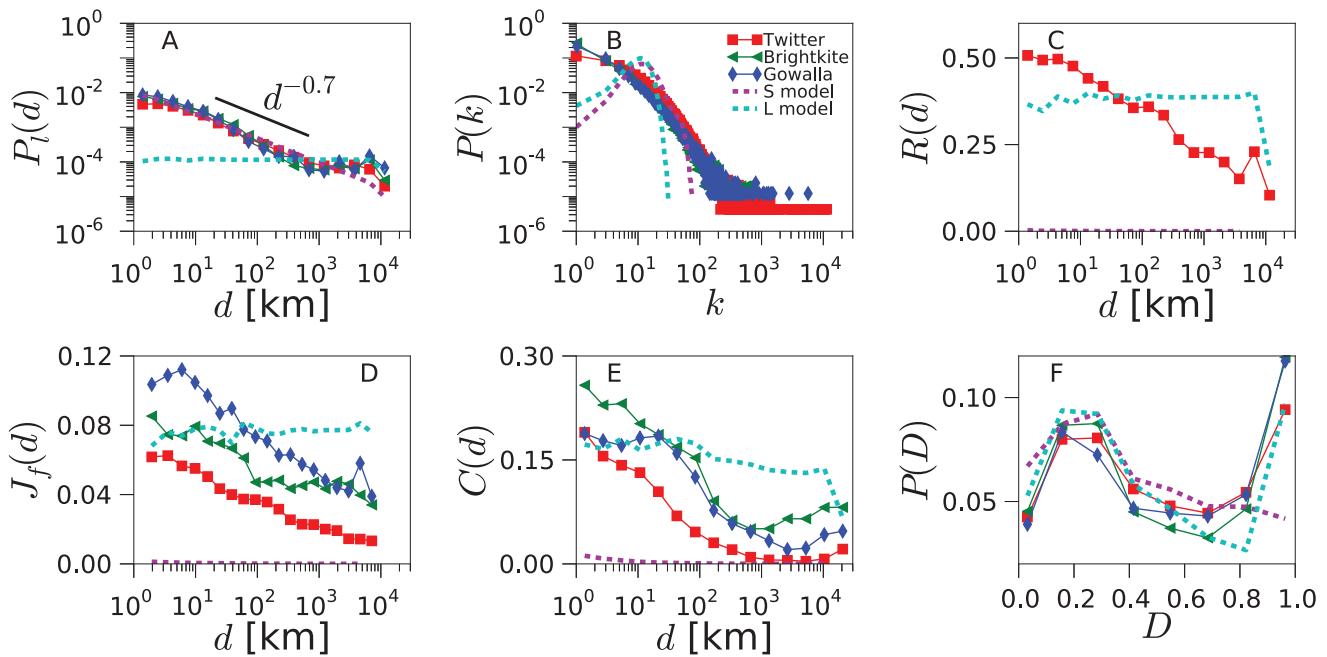 A
10^0
10^-2
10^-4
10^-6
P_l(d)
d^-0.7
10^0 10^1 10^2 10^3 10^4
d [km]
B
10^0
10^-2
10^-4
10^-6
P(k)
Twitter
Brightkite
Gowalla
S model
L model
10^0 10^1 10^2 10^3 10^4
k
C
0.50
0.25
0.00
R(d)
10^0 10^1 10^2 10^3 10^4
d [km]
D
0.12
0.08
0.04
0.00
J_f(d)
10^0 10^1 10^2 10^3 10^4
d [km]
E
0.30
0.15
0.00
C(d)
10^0 10^1 10^2 10^3 10^4
d [km]
F
0.10
0.05
P(D)
0.0 0.2 0.4 0.6 0.8 1.0
D